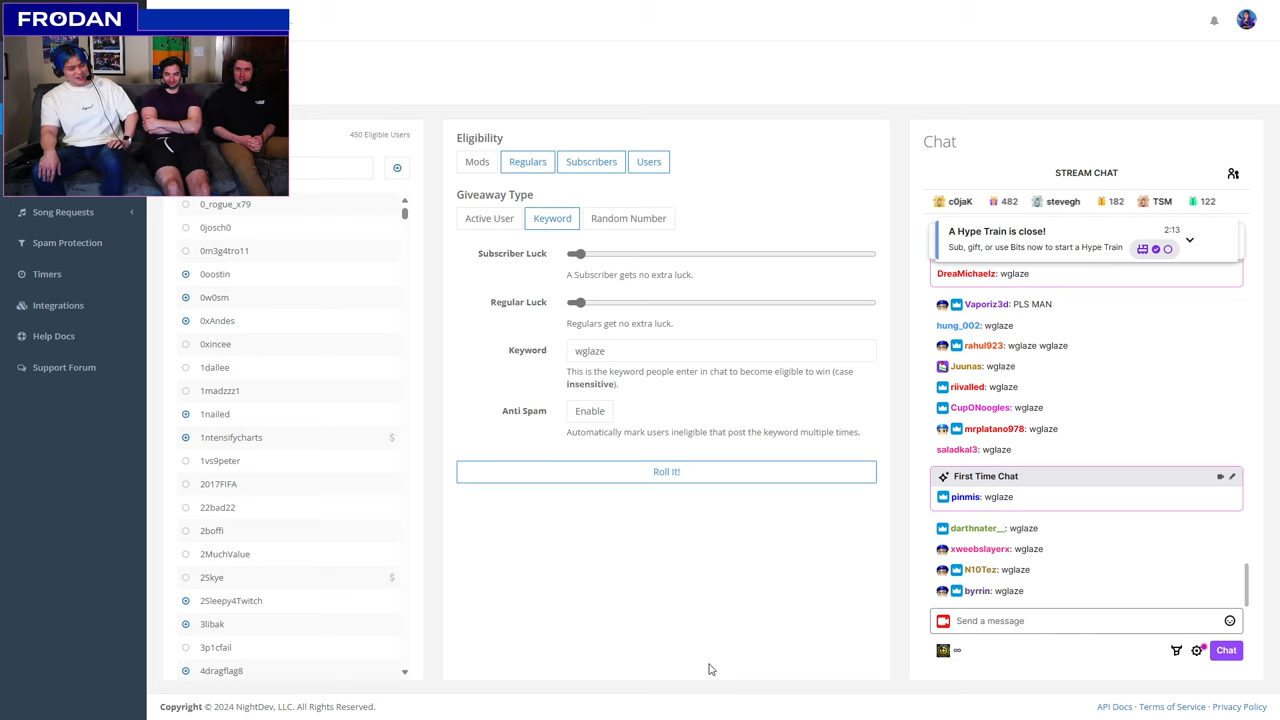 FRODAN
Song Requests
Spam Protection
Timers
Integrations
Help Docs
Support Forum
450 Eligible Users
0_rogue_x79
0josch0
0m3g4tro11
0oostin
0w0sm
0xAndes
0xincee
1dallee
1madzzz1
1nailed
1ntensifycharts $
1vs9peter
2017FIFA
22bad22
2boffi
2MuchValue
2Skye $
2Sleepy4Twitch
3libak
3p1cfail
4dragflag8
Eligibility
Mods Regulars Subscribers Users
Giveaway Type
Active User Keyword Random Number
Subscriber Luck
A Subscriber gets no extra luck.
Regular Luck
Regulars get no extra luck.
Keyword wglaze
This is the keyword people enter in chat to become eligible to win (case
insensitive).
Anti Spam Enable
Automatically mark users ineligible that post the keyword multiple times.
Roll It!
Chat
STREAM CHAT
c0jaK 482 stevegh 182 TSM 122
A Hype Train is close! 2:13
Sub, gift, or use Bits now to start a Hype Train
DreaMichaelz: wglaze
Vaporiz3d: PLS MAN
hung_002: wglaze
rahul923: wglaze wglaze
Juunas: wglaze
riivalled: wglaze
CupONoogles: wglaze
mrplatano978: wglaze
saladkal3: wglaze
First Time Chat
pinmis: wglaze
darthnater__: wglaze
xweebslayerx: wglaze
N10Tez: wglaze
byrrin: wglaze
Send a message
∞ Chat
Copyright © 2024 NightDev, LLC. All Rights Reserved.
API Docs · Terms of Service · Privacy Policy